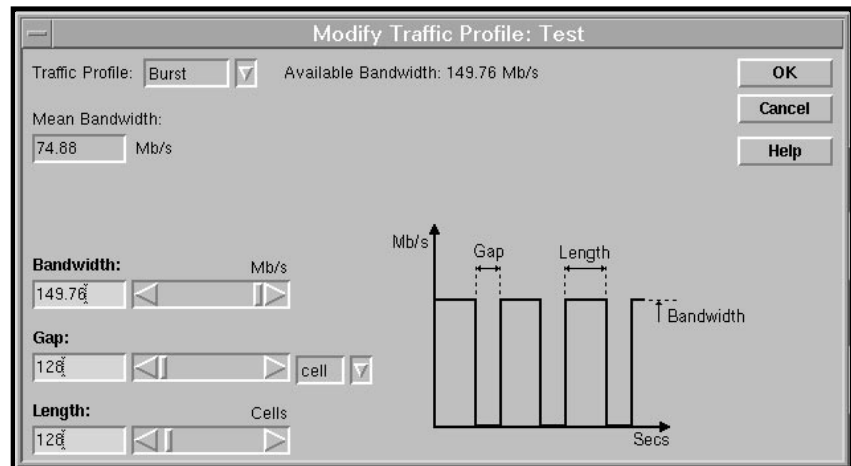 Modify Traffic Profile: Test
Traffic Profile: Burst Available Bandwidth: 149.76 Mb/s OK
Cancel
Mean Bandwidth:
74.88 Mb/s
Help
Mb/s
Gap Length
Bandwidth: Mb/s
149.76
Bandwidth
Gap:
128 cell
Length: Cells
128
Secs